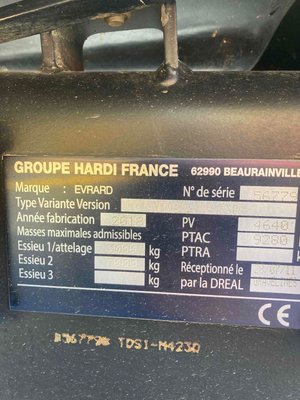 GROUPE HARDI FRANCE 62990 BEAURAINVILLE
Marque : EVRARD N° de série
Type Variante Version
Année fabrication PV 4640
Masses maximales admissibles PTAC 9280
Essieu 1/attelage kg PTRA
Essieu 2 kg Réceptionné le
Essieu 3 kg par la DREAL
CE
TDSI-M4230